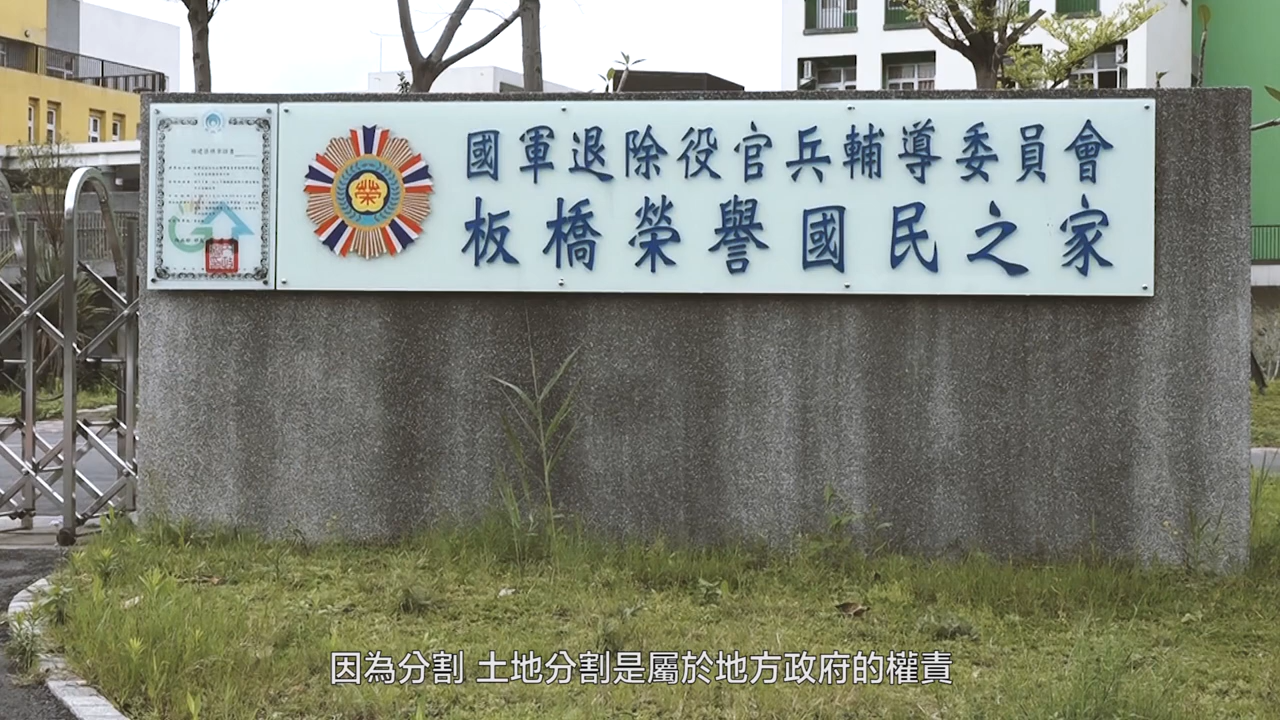 國軍退除役官兵輔導委員會
榮
板橋榮譽國民之家
因為分割 土地分割是屬於地方政府的權責